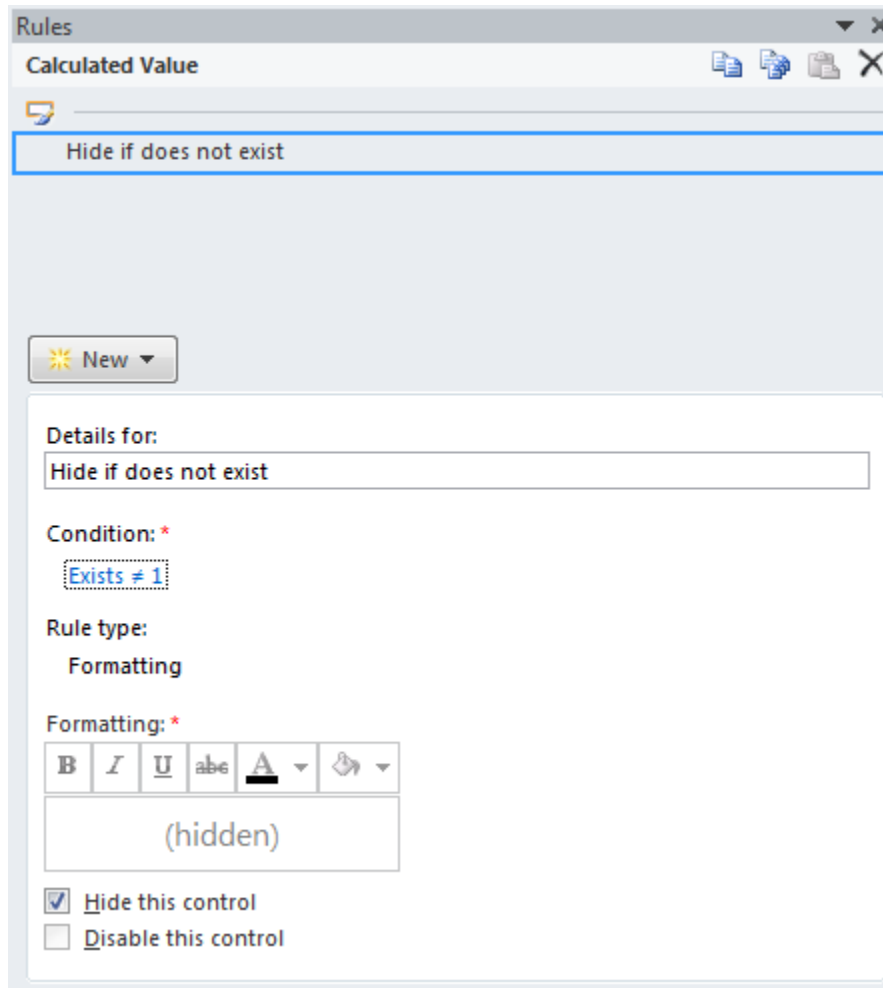 Rules
Calculated Value
Hide if does not exist
New
Details for:
Hide if does not exist
Condition: *
Exists ≠ 1
Rule type:
Formatting
Formatting: *
B I U abc A
(hidden)
Hide this control
Disable this control